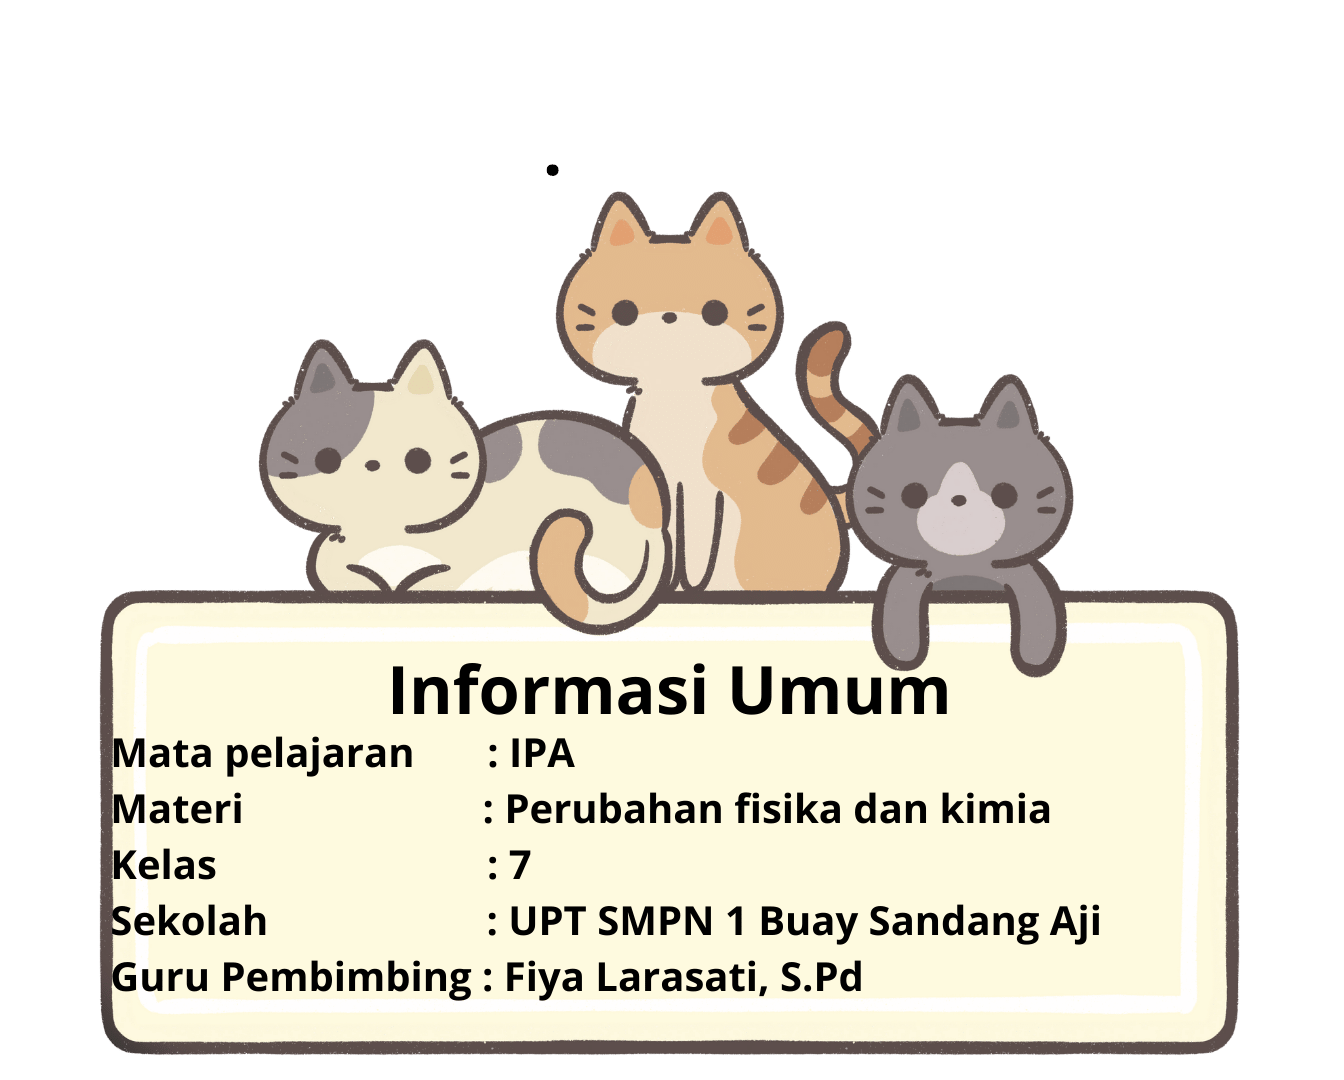 Informasi Umum
Mata pelajaran : IPA
Materi : Perubahan fisika dan kimia
Kelas : 7
Sekolah : UPT SMPN 1 Buay Sandang Aji
Guru Pembimbing : Fiya Larasati, S.Pd